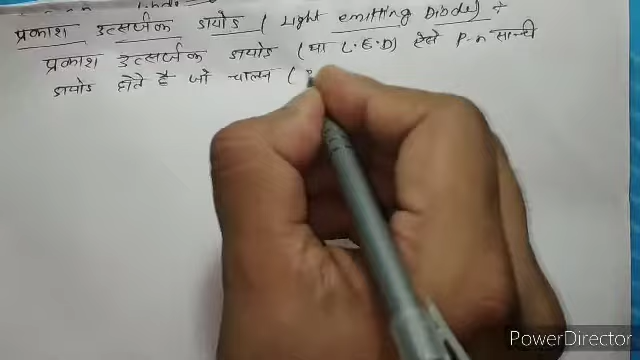 प्रकाश उत्सर्जक डायोड (Light emitting Diode) ÷
प्रकाश उत्सर्जक डायोड (या L.E.D) ऐसे P-n सन्धी
डायोड होते है जो चालन (
PowerDirector